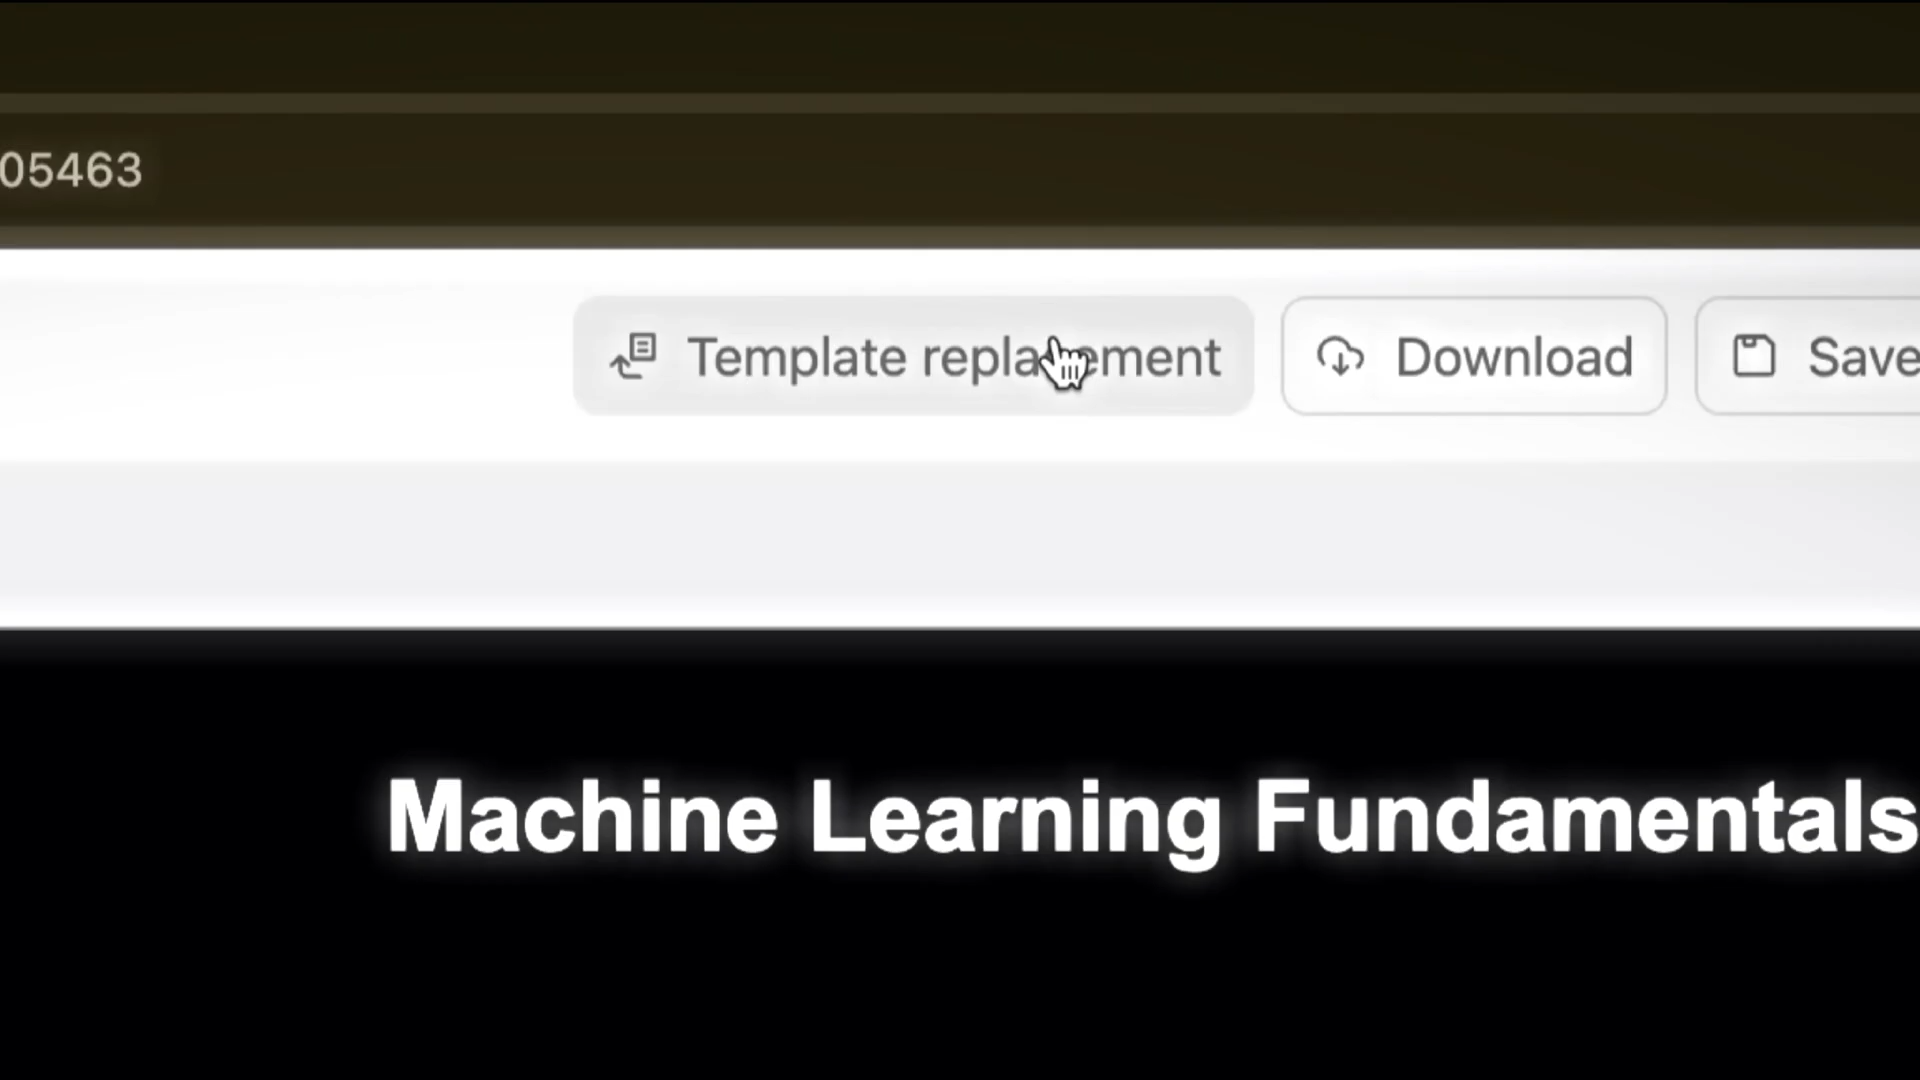 05463
Template replacement
Download
Save
Machine Learning Fundamentals